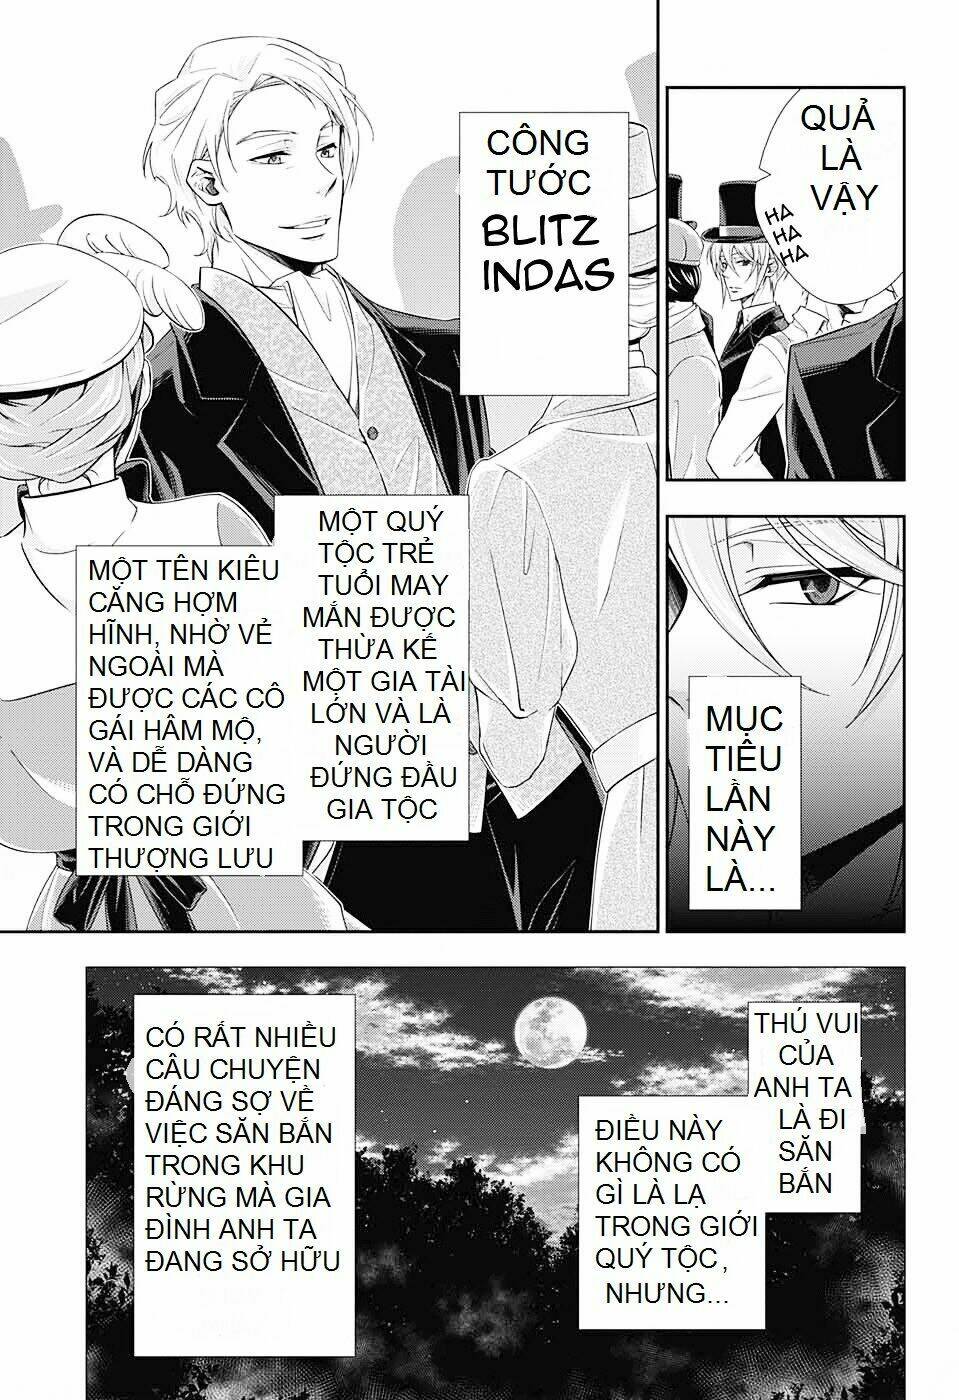 QUẢ
LÀ
VẬY
HA
HA
HA
MỤC
TIÊU
LẦN
NÀY
LÀ...
CÔNG
TƯỚC
BLITZ
INDAS
MỘT QUÝ
TỘC TRẺ
TUỔI MAY
MẮN ĐƯỢC
THỪA KẾ
MỘT GIA TÀI
LỚN VÀ LÀ
NGƯỜI
ĐỨNG ĐẦU
GIA TỘC
MỘT TÊN KIÊU
CĂNG HỢM
HĨNH, NHỜ VẺ
NGOÀI MÀ
ĐƯỢC CÁC CÔ
GÁI HÂM MỘ,
VÀ DỄ DÀNG
CÓ CHỖ ĐỨNG
TRONG GIỚI
THƯỢNG LƯU
THÚ VUI
CỦA
ANH TA
LÀ ĐI
SĂN
BẮN
ĐIỀU NÀY
KHÔNG CÓ
GÌ LÀ LẠ
TRONG GIỚI
QUÝ TỘC,
NHƯNG...
CÓ RẤT NHIỀU
CÂU CHUYỆN
ĐÁNG SỢ VỀ
VIỆC SĂN BẮN
TRONG KHU
RỪNG MÀ GIA
ĐÌNH ANH TA
ĐANG SỞ HỮU